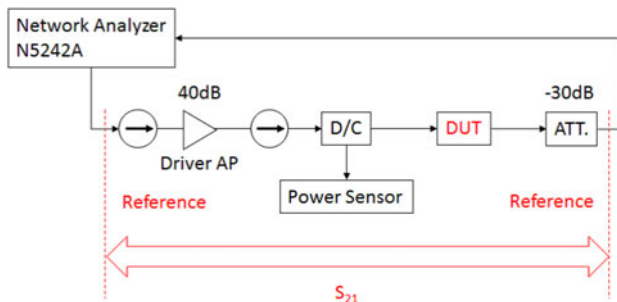 Network Analyzer
N5242A
40dB
-30dB
D/C
DUT
ATT.
Driver AP
Power Sensor
Reference
Reference
S21